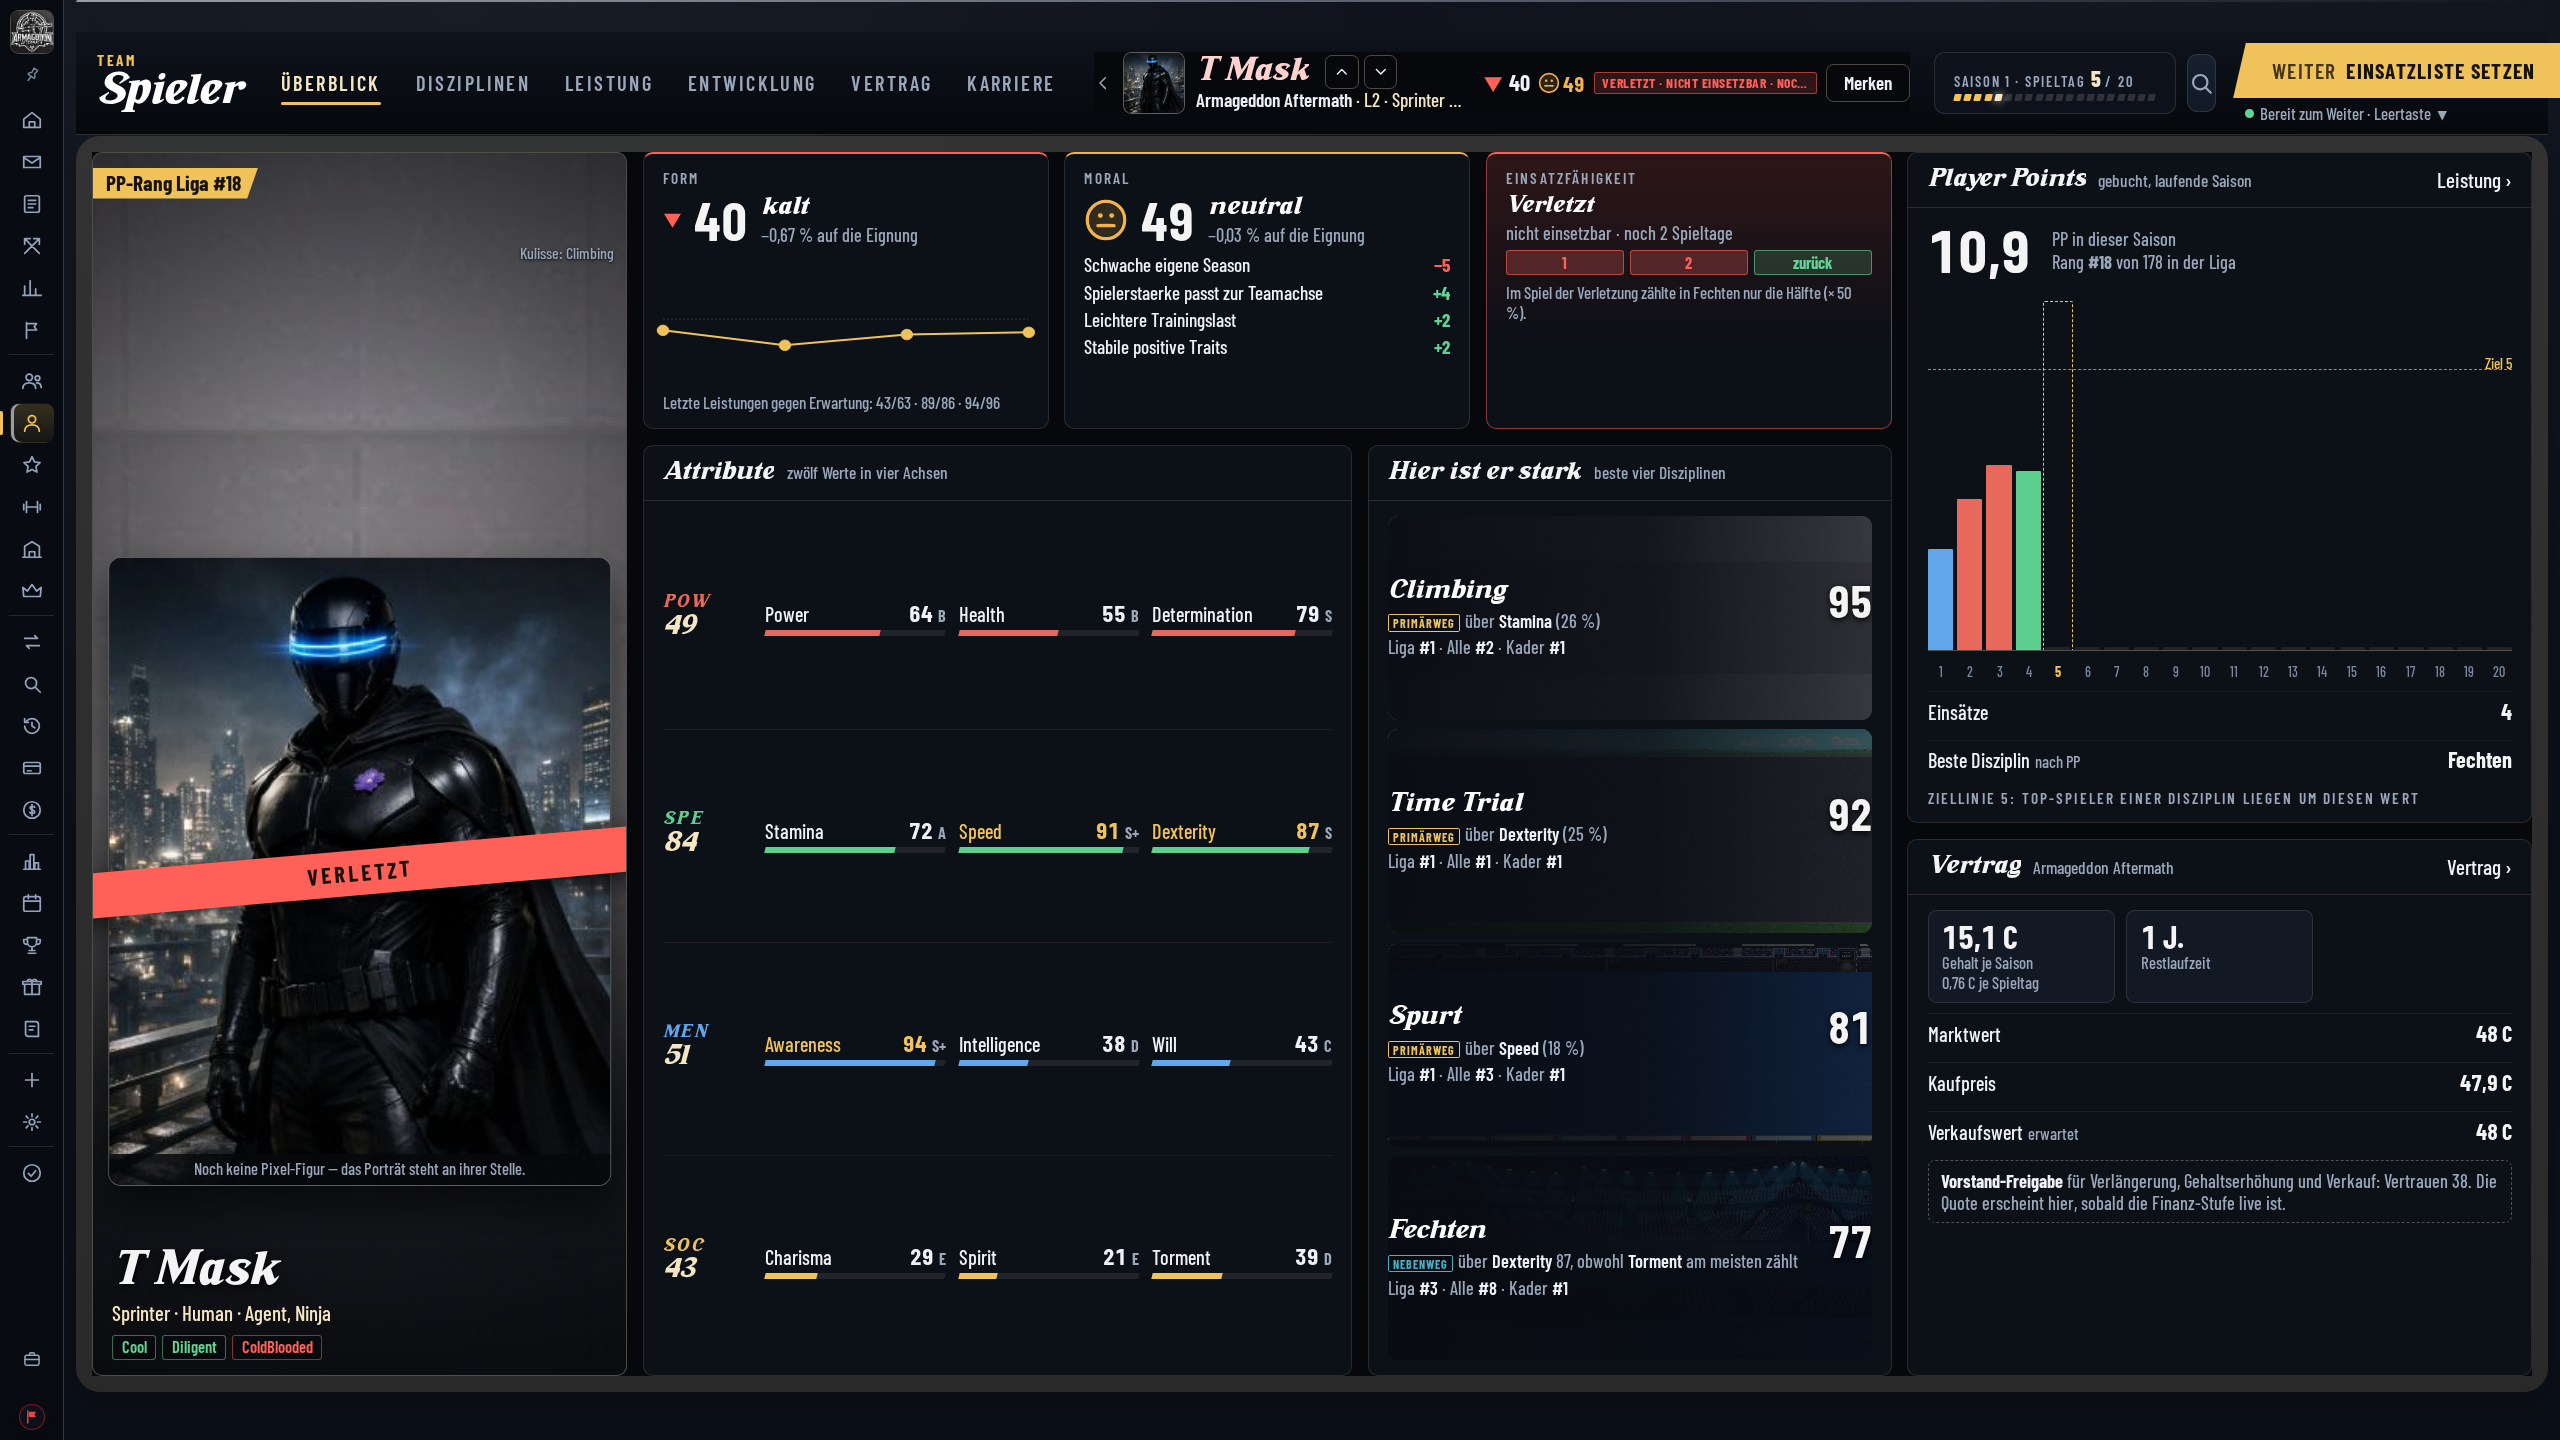 TEAM
Spieler
ÜBERBLICK
DISZIPLINEN
LEISTUNG
ENTWICKLUNG
VERTRAG
KARRIERE
T Mask
Armageddon Aftermath · L2 · Sprinter ...
40
49
VERLETZT · NICHT EINSETZBAR · NOC...
Merken
SAISON 1 · SPIELTAG 5 / 20
WEITER EINSATZLISTE SETZEN
Bereit zum Weiter · Leertaste ▼
PP-Rang Liga #18
Kulisse: Climbing
VERLETZT
Noch keine Pixel-Figur — das Porträt steht an ihrer Stelle.
T Mask
Sprinter · Human · Agent, Ninja
Cool
Diligent
ColdBlooded
FORM
40
kalt
−0,67 % auf die Eignung
Letzte Leistungen gegen Erwartung: 43/63 · 89/86 · 94/96
MORAL
49
neutral
−0,03 % auf die Eignung
Schwache eigene Season −5
Spielerstaerke passt zur Teamachse +4
Leichtere Trainingslast +2
Stabile positive Traits +2
EINSATZFÄHIGKEIT
Verletzt
nicht einsetzbar · noch 2 Spieltage
1
2
zurück
Im Spiel der Verletzung zählte in Fechten nur die Hälfte (× 50
%).
Attribute zwölf Werte in vier Achsen
POW
49
Power 64 B
Health 55 B
Determination 79 S
SPE
84
Stamina 72 A
Speed 91 S+
Dexterity 87 S
MEN
51
Awareness 94 S+
Intelligence 38 D
Will 43 C
SOC
43
Charisma 29 E
Spirit 21 E
Torment 39 D
Hier ist er stark beste vier Disziplinen
Climbing
95
PRIMÄRWEG über Stamina (26 %)
Liga #1 · Alle #2 · Kader #1
Time Trial
92
PRIMÄRWEG über Dexterity (25 %)
Liga #1 · Alle #1 · Kader #1
Spurt
81
PRIMÄRWEG über Speed (18 %)
Liga #1 · Alle #3 · Kader #1
Fechten
77
NEBENWEG über Dexterity 87, obwohl Torment am meisten zählt
Liga #3 · Alle #8 · Kader #1
Player Points gebucht, laufende Saison
Leistung ›
10,9
PP in dieser Saison
Rang #18 von 178 in der Liga
Ziel 5
1 2 3 4 5 6 7 8 9 10 11 12 13 14 15 16 17 18 19 20
Einsätze 4
Beste Disziplin nach PP Fechten
ZIELLINIE 5: TOP-SPIELER EINER DISZIPLIN LIEGEN UM DIESEN WERT
Vertrag Armageddon Aftermath
Vertrag ›
15,1 C
Gehalt je Saison
0,76 C je Spieltag
1 J.
Restlaufzeit
Marktwert 48 C
Kaufpreis 47,9 C
Verkaufswert erwartet 48 C
Vorstand-Freigabe für Verlängerung, Gehaltserhöhung und Verkauf: Vertrauen 38. Die
Quote erscheint hier, sobald die Finanz-Stufe live ist.